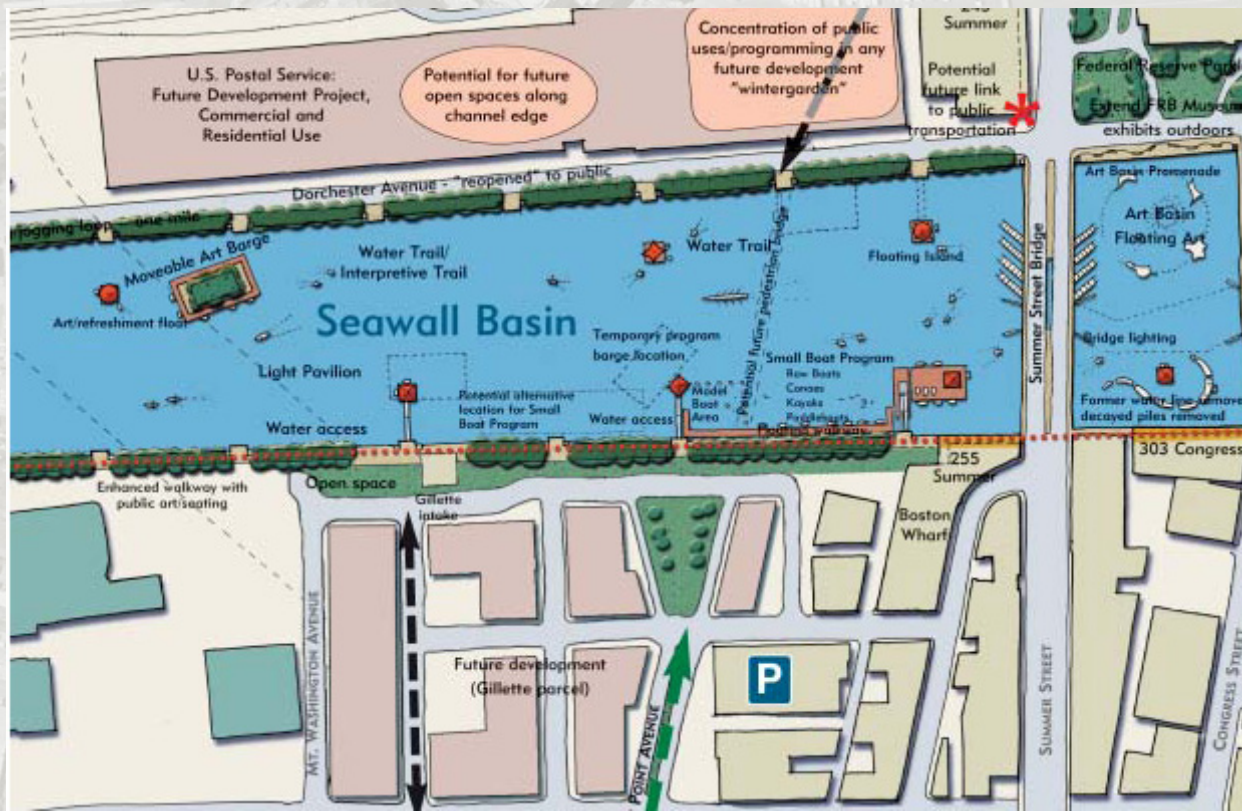 U.S. Postal Service:
Future Development Project,
Commercial and
Residential Use
Potential for future
open spaces along
channel edge
Concentration of public
uses/programming in any
future development
"wintergarden"
Summer
Potential
future link
to public
transportation
*
Federal Reserve Park
Extend FRB Museum
exhibits outdoors
Dorchester Avenue - "reopened" to public
jogging loop - one mile
Moveable Art Barge
Art/refreshment float
Water Trail/
Interpretive Trail
Water Trail
Floating Island
Potential future pedestrian bridge
Summer Street Bridge
Art Basin Promenade
Art Basin
Floating Art
Bridge lighting
Former water line remove
decayed piles removed
Seawall Basin
Light Pavilion
Water access
Potential alternative
location for Small
Boat Program
Temporary program
barge location
Water access
Model
Boat
Area
Small Boat Program
Row Boats
Canoes
Kayaks
Paddleboats
walkway
255
Summer
303 Congress
Enhanced walkway with
public art/seating
Open space
Gillette
intake
Boston
Wharf
Future development
(Gillette parcel)
P
MT. WASHINGTON AVENUE
POINT AVENUE
SUMMER STREET
CONGRESS STREET